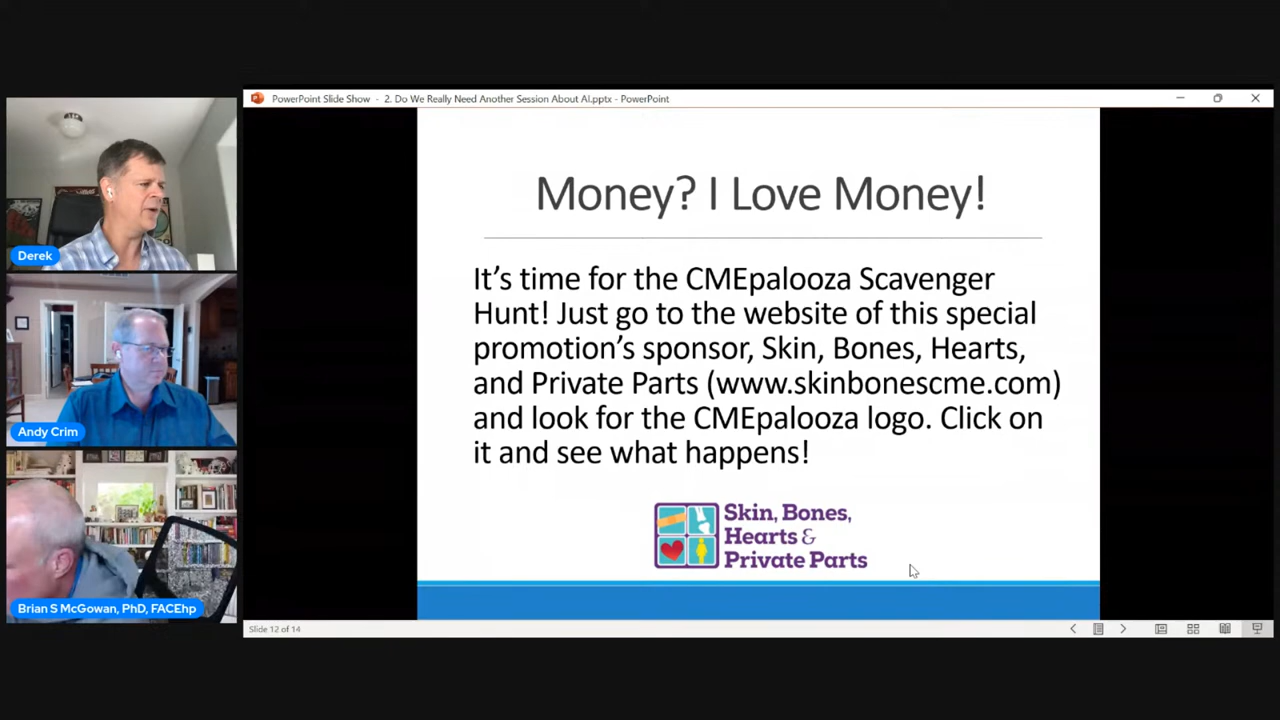 PowerPoint Slide Show - 2. Do We Really Need Another Session About AI.pptx - PowerPoint
Derek
Andy Crim
Brian S McGowan, PhD, FACEhp
Money? I Love Money!
It’s time for the CMEpalooza Scavenger
Hunt! Just go to the website of this special
promotion’s sponsor, Skin, Bones, Hearts,
and Private Parts (www.skinbonescme.com)
and look for the CMEpalooza logo. Click on
it and see what happens!
Skin, Bones,
Hearts &
Private Parts
Slide 12 of 14